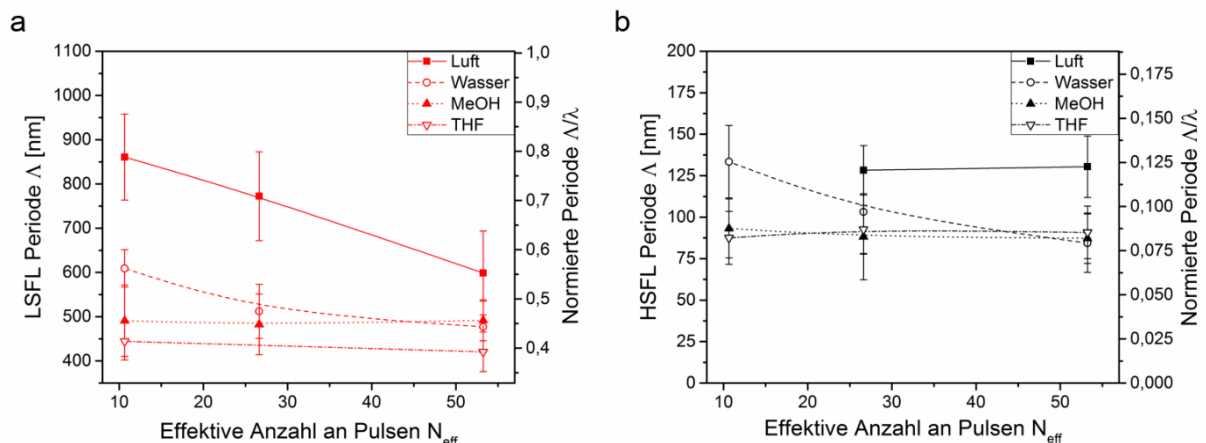 a
1100
1000
900
800
700
600
500
400
LSFL Periode Λ [nm]
10
20
30
40
50
Effektive Anzahl an Pulsen Neff
1,0
0,9
0,8
0,7
0,6
0,5
0,4
Normierte Periode Λ/λ
Luft
Wasser
MeOH
THF
b
200
175
150
125
100
75
50
25
0
HSFL Periode Λ [nm]
10
20
30
40
50
Effektive Anzahl an Pulsen Neff
0,175
0,150
0,125
0,100
0,075
0,050
0,025
0,000
Normierte Periode Λ/λ
Luft
Wasser
MeOH
THF